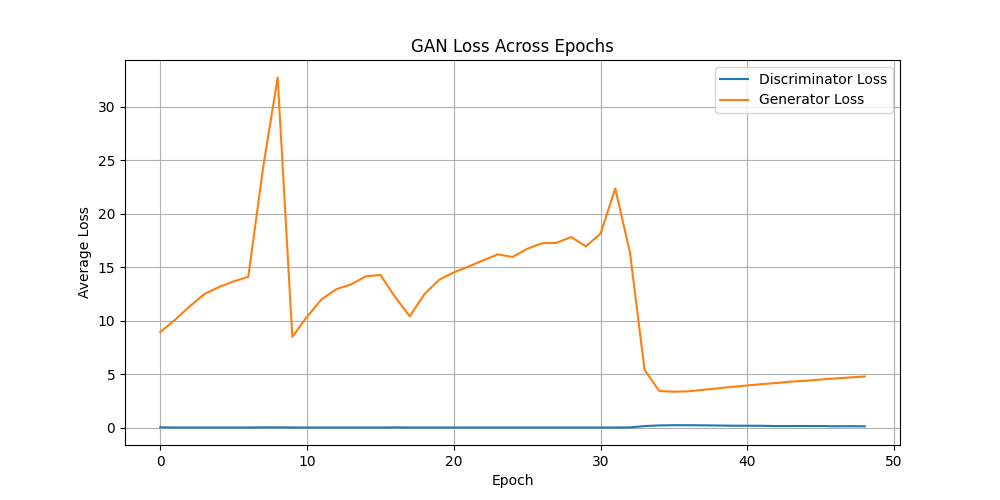 GAN Loss Across Epochs
Discriminator Loss
Generator Loss
Average Loss
30
25
20
15
10
5
0
0 10 20 30 40 50
Epoch